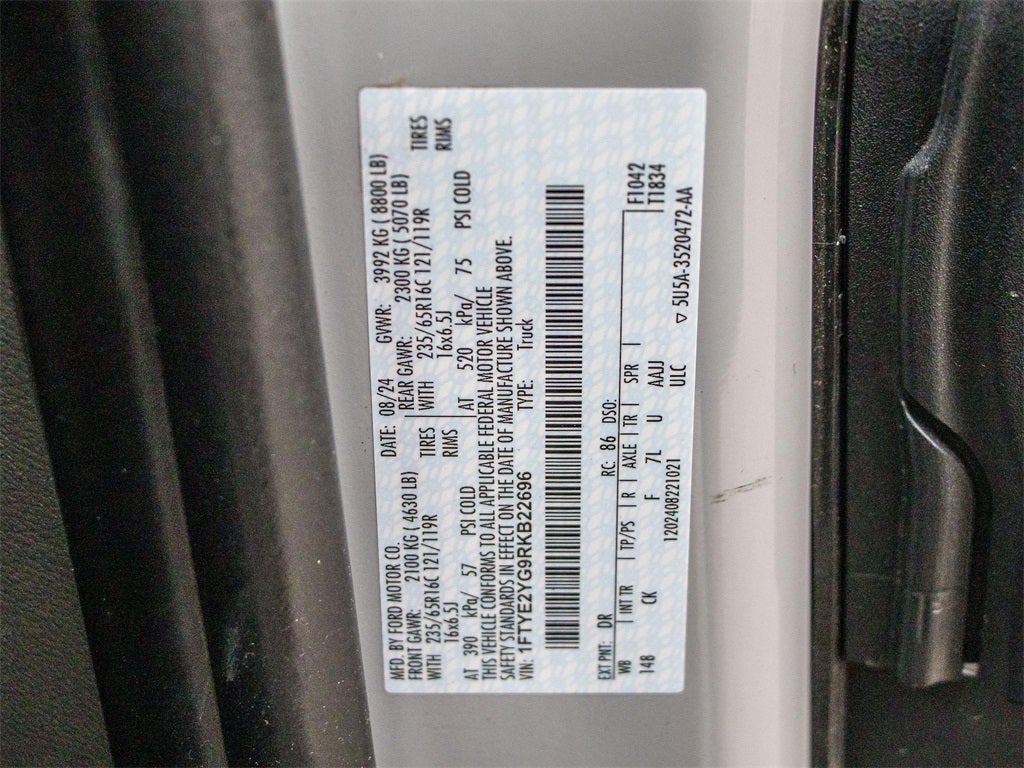 MFD. BY FORD MOTOR CO. DATE: 08/24 GVWR: 3992 KG ( 8800 LB)
FRONT GAWR: 2100 KG ( 4630 LB) REAR GAWR: 2300 KG ( 5070 LB)
WITH 235/65R16C 121/119R TIRES WITH 235/65R16C 121/119R TIRES
16x6.5J RIMS 16x6.5J RIMS
AT 390 kPa/ 57 PSI COLD AT 520 kPa/ 75 PSI COLD
THIS VEHICLE CONFORMS TO ALL APPLICABLE FEDERAL MOTOR VEHICLE
SAFETY STANDARDS IN EFFECT ON THE DATE OF MANUFACTURE SHOWN ABOVE.
VIN: 1FTYE2YG9RKB22696 TYPE: Truck
EXT PNT: DR RC: 86 DSO:
WB INT TR TP/PS R AXLE TR SPR F1042
148 CK F 7L U AAJJ T1834
1202408221021 ULC
▽ 5U5A-3520472-AA